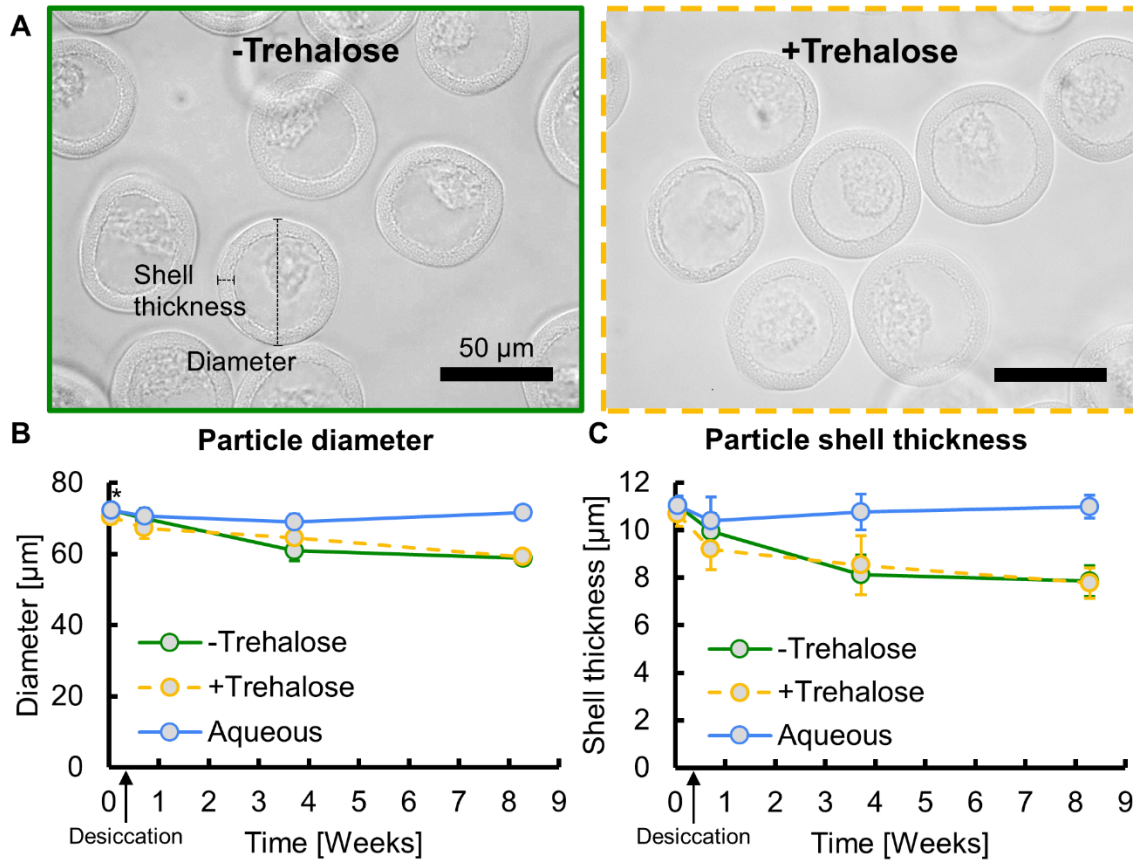 A
-Trehalose
Shell
thickness
Diameter
50 µm
+Trehalose
B
Particle diameter
Diameter [µm]
80
60
40
20
0
*
-Trehalose
+Trehalose
Aqueous
0 1 2 3 4 5 6 7 8 9
Desiccation
Time [Weeks]
C
Particle shell thickness
Shell thickness [µm]
12
10
8
6
4
2
0
-Trehalose
+Trehalose
Aqueous
0 1 2 3 4 5 6 7 8 9
Desiccation
Time [Weeks]